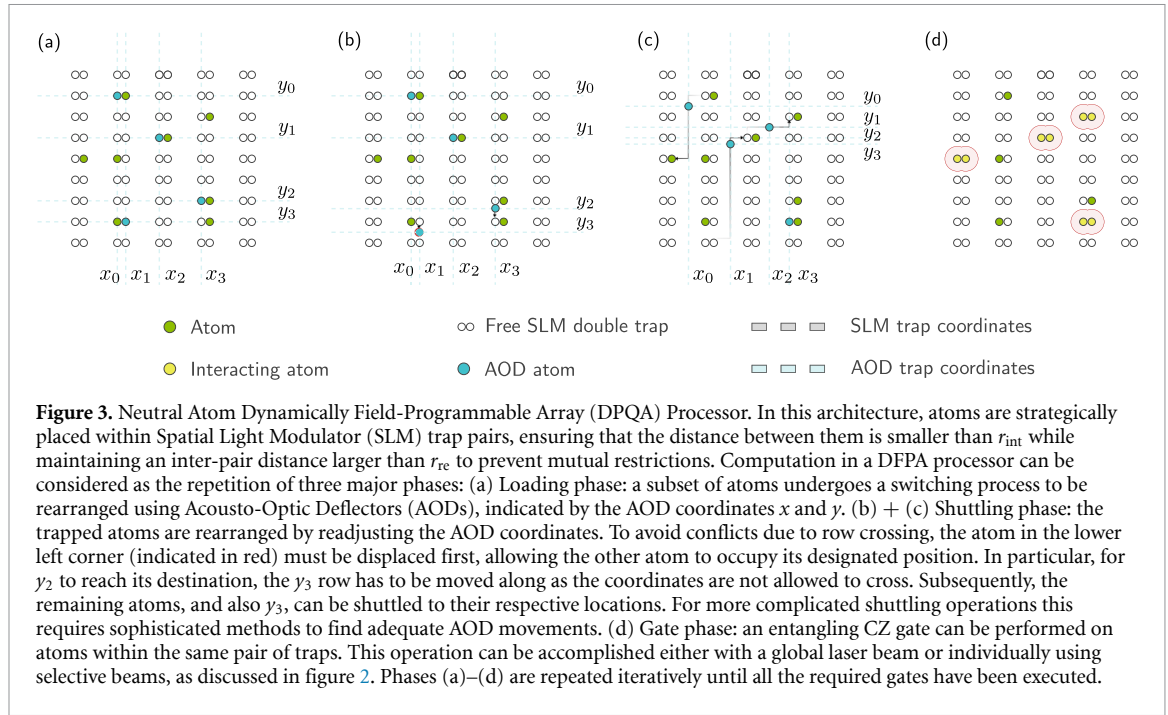 (a)
(b)
(c)
(d)
y0
y1
y2
y3
x0 x1 x2 x3
y0
y1
y2
y3
x0 x1 x2 x3
y0
y1
y2
y3
x0 x1 x2 x3
Atom
Free SLM double trap
SLM trap coordinates
Interacting atom
AOD atom
AOD trap coordinates
Figure 3. Neutral Atom Dynamically Field-Programmable Array (DPQA) Processor. In this architecture, atoms are strategically
placed within Spatial Light Modulator (SLM) trap pairs, ensuring that the distance between them is smaller than rint while
maintaining an inter-pair distance larger than rre to prevent mutual restrictions. Computation in a DFPA processor can be
considered as the repetition of three major phases: (a) Loading phase: a subset of atoms undergoes a switching process to be
rearranged using Acousto-Optic Deflectors (AODs), indicated by the AOD coordinates x and y. (b) + (c) Shuttling phase: the
trapped atoms are rearranged by readjusting the AOD coordinates. To avoid conflicts due to row crossing, the atom in the lower
left corner (indicated in red) must be displaced first, allowing the other atom to occupy its designated position. In particular, for
y2 to reach its destination, the y3 row has to be moved along as the coordinates are not allowed to cross. Subsequently, the
remaining atoms, and also y3, can be shuttled to their respective locations. For more complicated shuttling operations this
requires sophisticated methods to find adequate AOD movements. (d) Gate phase: an entangling CZ gate can be performed on
atoms within the same pair of traps. This operation can be accomplished either with a global laser beam or individually using
selective beams, as discussed in figure 2. Phases (a)–(d) are repeated iteratively until all the required gates have been executed.